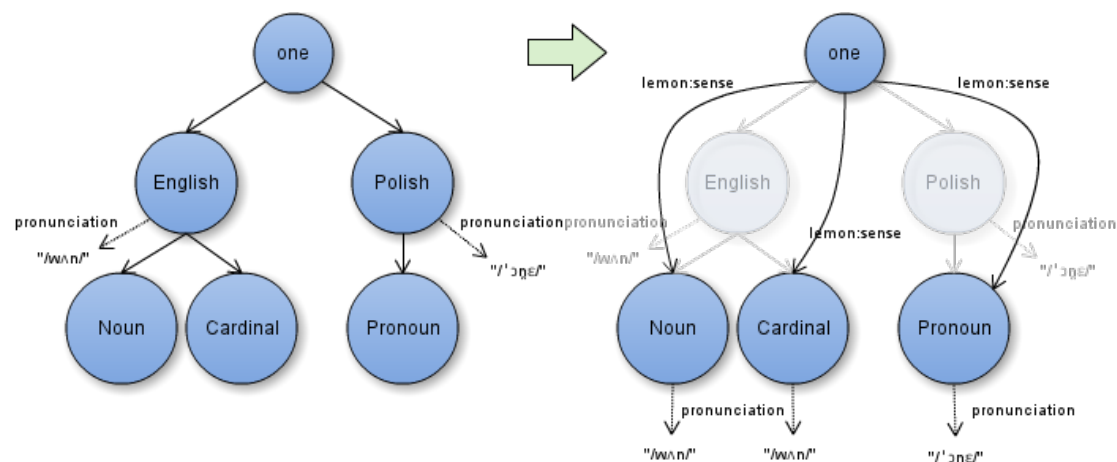 one
English
Polish
pronunciation
"/wʌn/"
pronunciation
"/ˈɔɲɛ/"
Noun
Cardinal
Pronoun
one
lemon:sense
lemon:sense
English
Polish
pronunciation
"/wʌn/"
lemon:sense
pronunciation
"/ˈɔɲɛ/"
Noun
Cardinal
Pronoun
pronunciation
pronunciation
"/wʌn/"
"/wʌn/"
"/ˈɔɲɛ/"